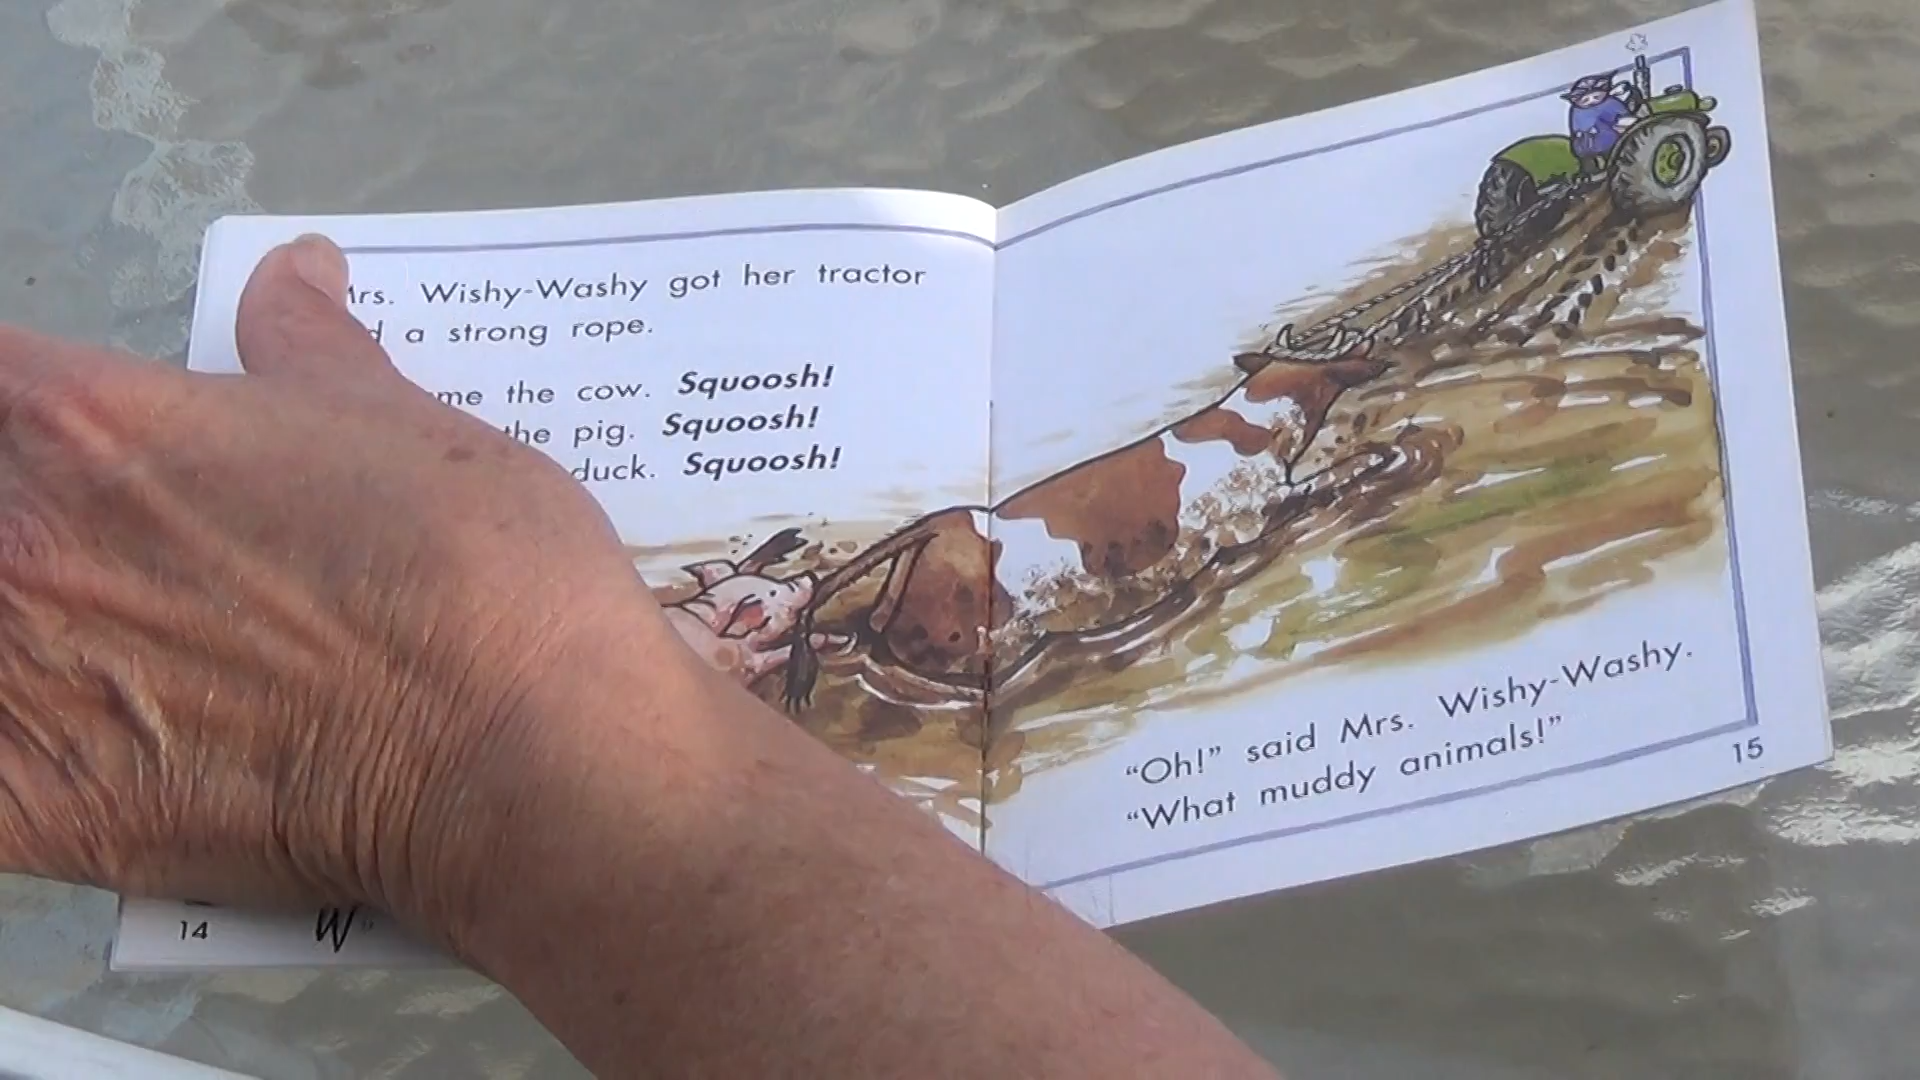 Mrs. Wishy-Washy got her tractor
a strong rope.
the cow. Squoosh!
the pig. Squoosh!
duck. Squoosh!
"Oh!" said Mrs. Wishy-Washy.
"What muddy animals!"
15
14